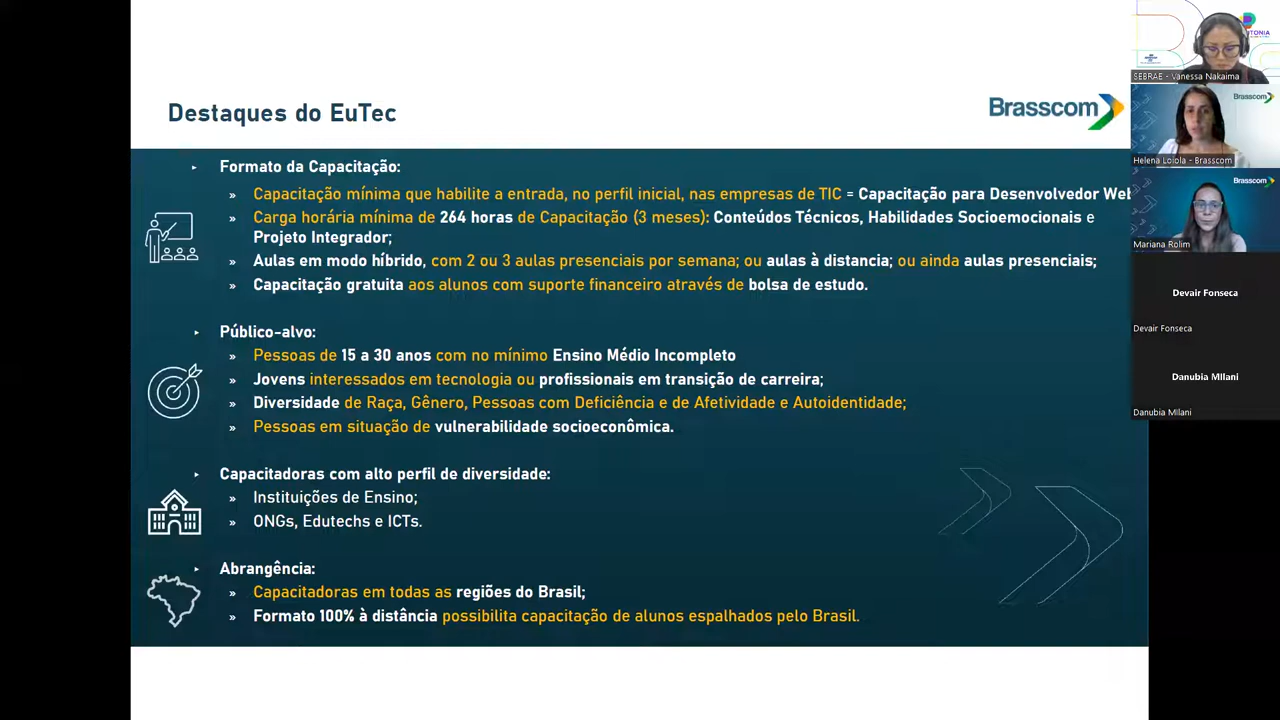 Destaques do EuTec
Brasscom
Formato da Capacitação:
» Capacitação mínima que habilite a entrada, no perfil inicial, nas empresas de TIC = Capacitação para Desenvolvedor Web
» Carga horária mínima de 264 horas de Capacitação (3 meses): Conteúdos Técnicos, Habilidades Socioemocionais e
Projeto Integrador;
» Aulas em modo híbrido, com 2 ou 3 aulas presenciais por semana; ou aulas à distancia; ou ainda aulas presenciais;
» Capacitação gratuita aos alunos com suporte financeiro através de bolsa de estudo.
Público-alvo:
» Pessoas de 15 a 30 anos com no mínimo Ensino Médio Incompleto
» Jovens interessados em tecnologia ou profissionais em transição de carreira;
» Diversidade de Raça, Gênero, Pessoas com Deficiência e de Afetividade e Autoidentidade;
» Pessoas em situação de vulnerabilidade socioeconômica.
Capacitadoras com alto perfil de diversidade:
» Instituições de Ensino;
» ONGs, Edutechs e ICTs.
Abrangência:
» Capacitadoras em todas as regiões do Brasil;
» Formato 100% à distância possibilita capacitação de alunos espalhados pelo Brasil.
SEBRAE - Vanessa Nakaima
Brasscom
Helena Loiola - Brasscom
Brasscom
Mariana Rolim
Devair Fonseca
Devair Fonseca
Danubia MIlani
Danubia MIlani